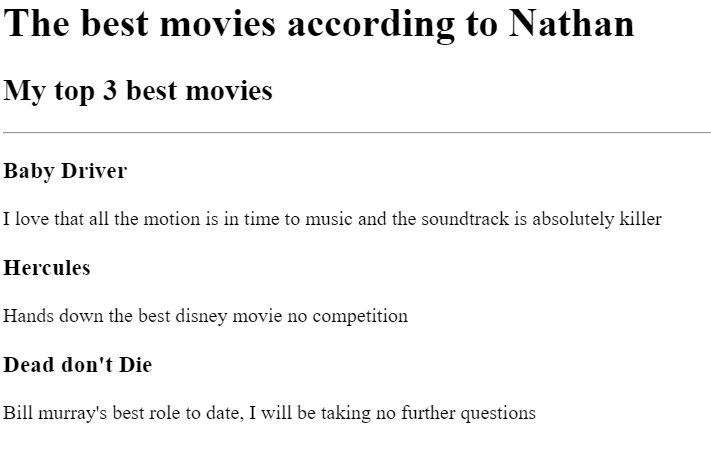 The best movies according to Nathan
My top 3 best movies
Baby Driver
I love that all the motion is in time to music and the soundtrack is absolutely killer
Hercules
Hands down the best disney movie no competition
Dead don't Die
Bill murray's best role to date, I will be taking no further questions